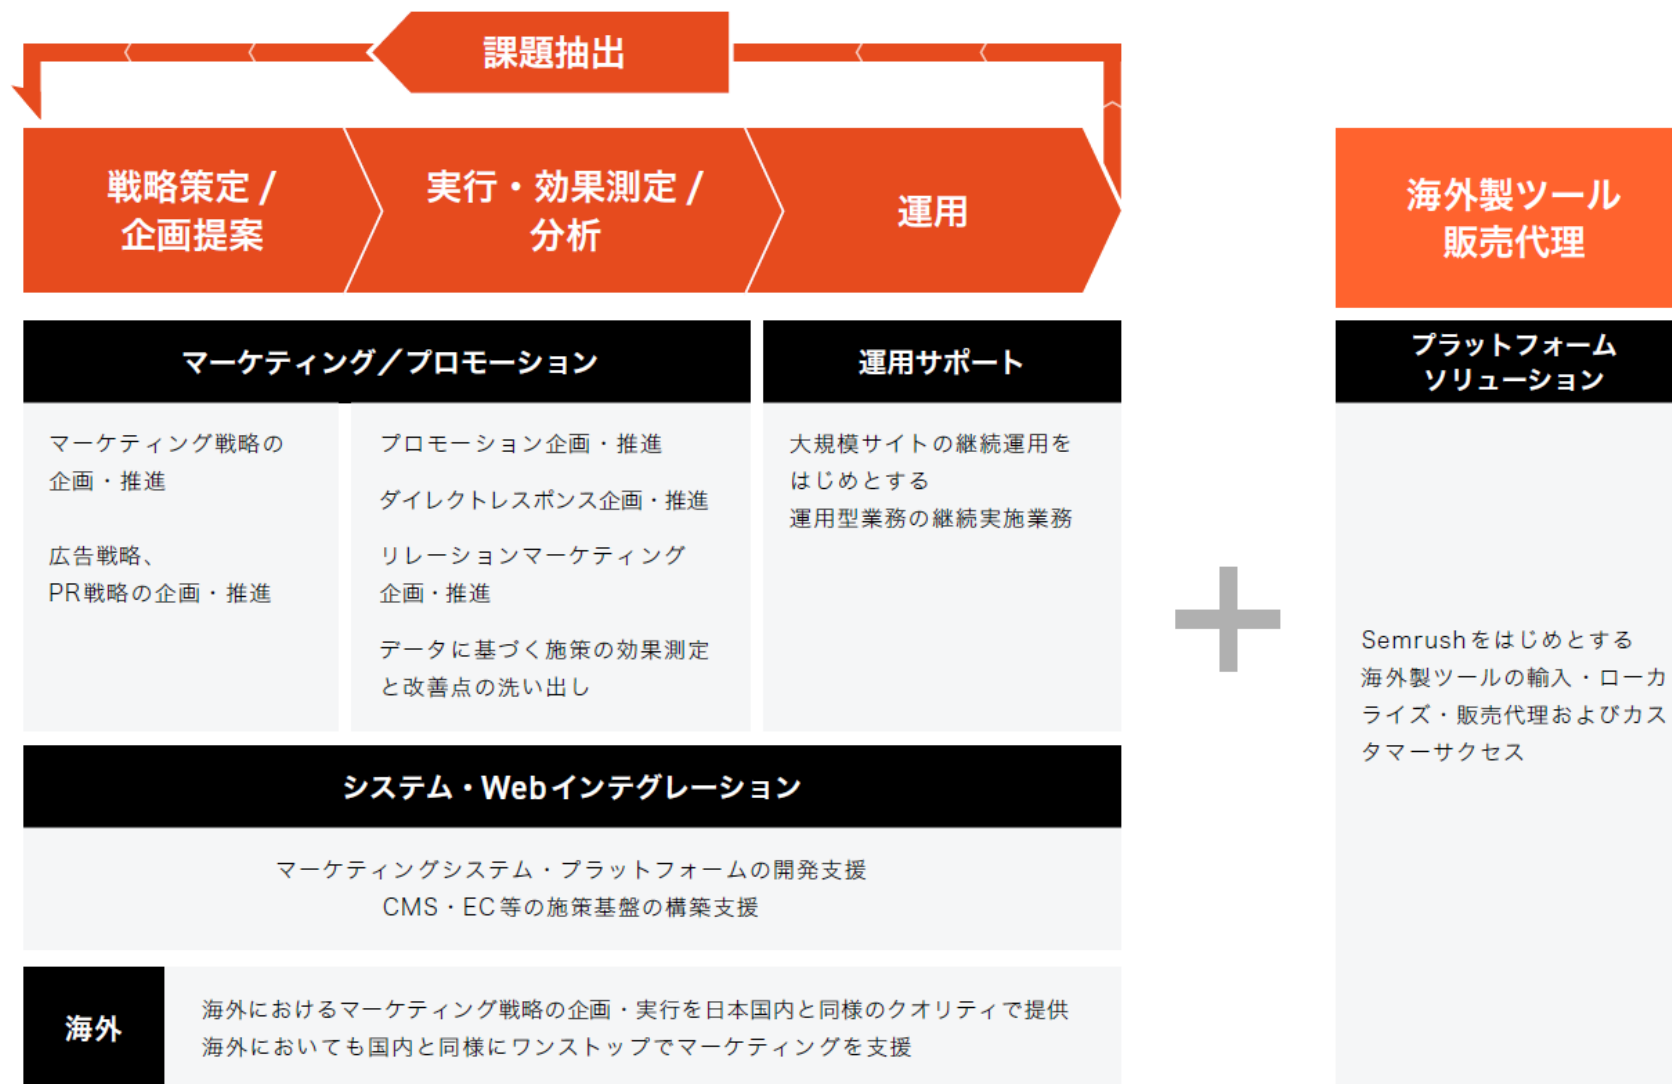 課題抽出
戦略策定 /
企画提案
実行・効果測定 /
分析
運用
海外製ツール
販売代理
マーケティング／プロモーション
運用サポート
プラットフォーム
ソリューション
マーケティング戦略の
企画・推進
広告戦略、
PR戦略の企画・推進
プロモーション企画・推進
ダイレクトレスポンス企画・推進
リレーションマーケティング
企画・推進
データに基づく施策の効果測定
と改善点の洗い出し
大規模サイトの継続運用を
はじめとする
運用型業務の継続実施業務
Semrushをはじめとする
海外製ツールの輸入・ローカ
ライズ・販売代理およびカス
タマーサクセス
システム・Webインテグレーション
マーケティングシステム・プラットフォームの開発支援
CMS・EC等の施策基盤の構築支援
海外
海外におけるマーケティング戦略の企画・実行を日本国内と同様のクオリティで提供
海外においても国内と同様にワンストップでマーケティングを支援